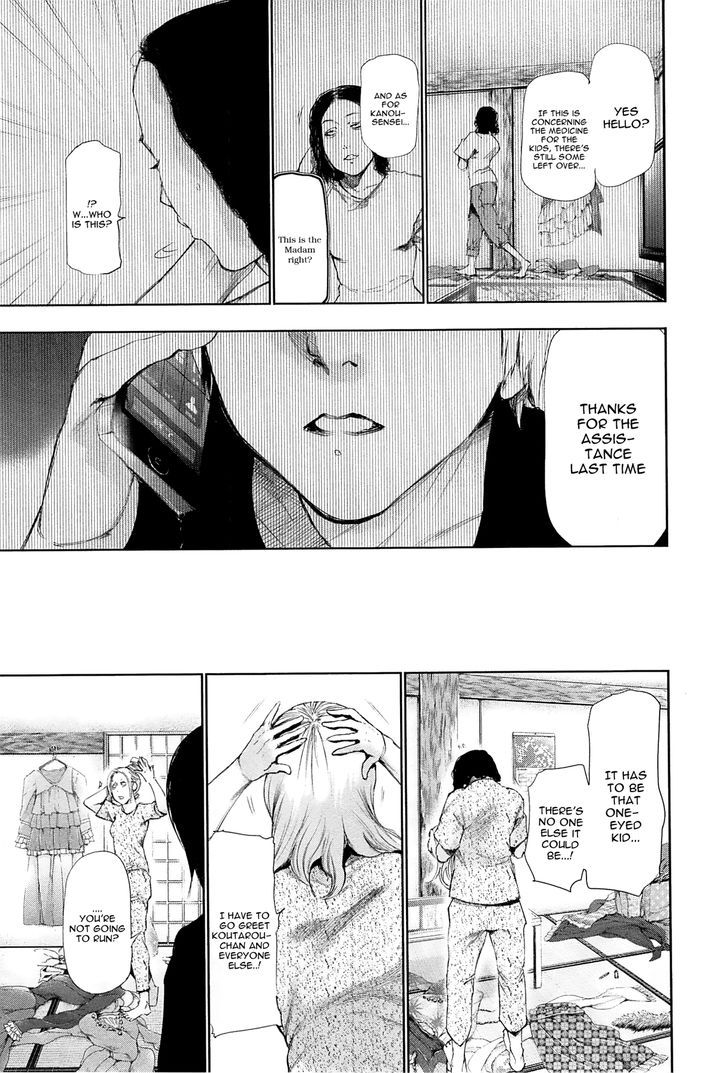 YES
HELLO?
IF THIS IS
CONCERNING
THE MEDICINE
FOR THE
KIDS, THERE'S
STILL SOME
LEFT OVER...
AND AS
FOR
KANOU-
SENSEI...
This is the
Madam
right?
!?
W...WHO
IS THIS?
THANKS
FOR THE
ASSIS-
TANCE
LAST TIME
IT HAS
TO BE
THAT
ONE-
EYED
KID...
THERE'S
NO ONE
ELSE IT
COULD
BE...!
I HAVE TO
GO GREET
KOUTAROU-
CHAN AND
EVERYONE
ELSE..!
....
YOU'RE
NOT GOING
TO RUN?